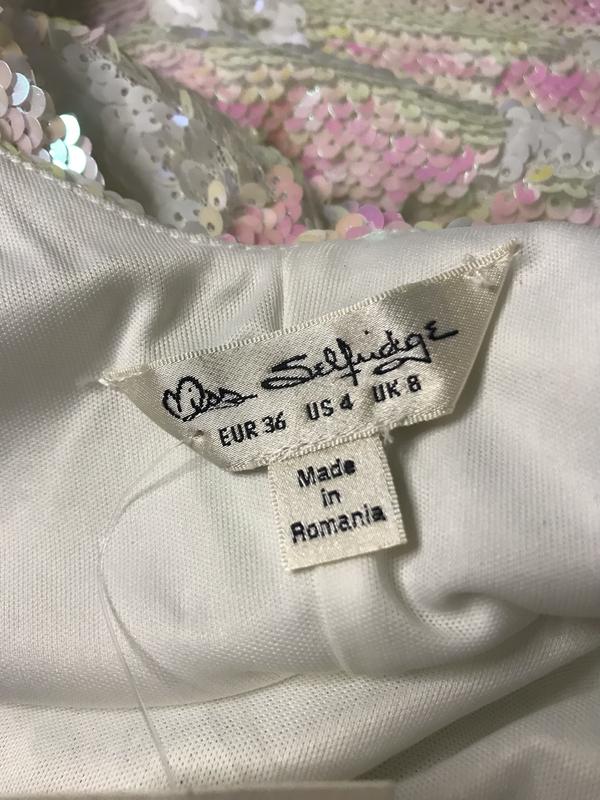 Miss Selfridge
EUR 36 US 4 UK 8
Made
in
Romania